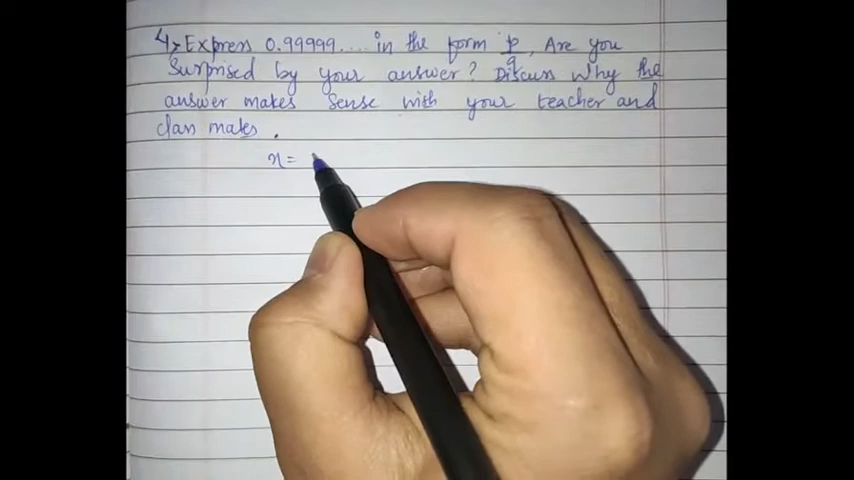 4> Express 0.99999.... in the form p/q, Are you
Surprised by your answer? Discuss why the
answer makes Sense with your teacher and
class mates.
x =